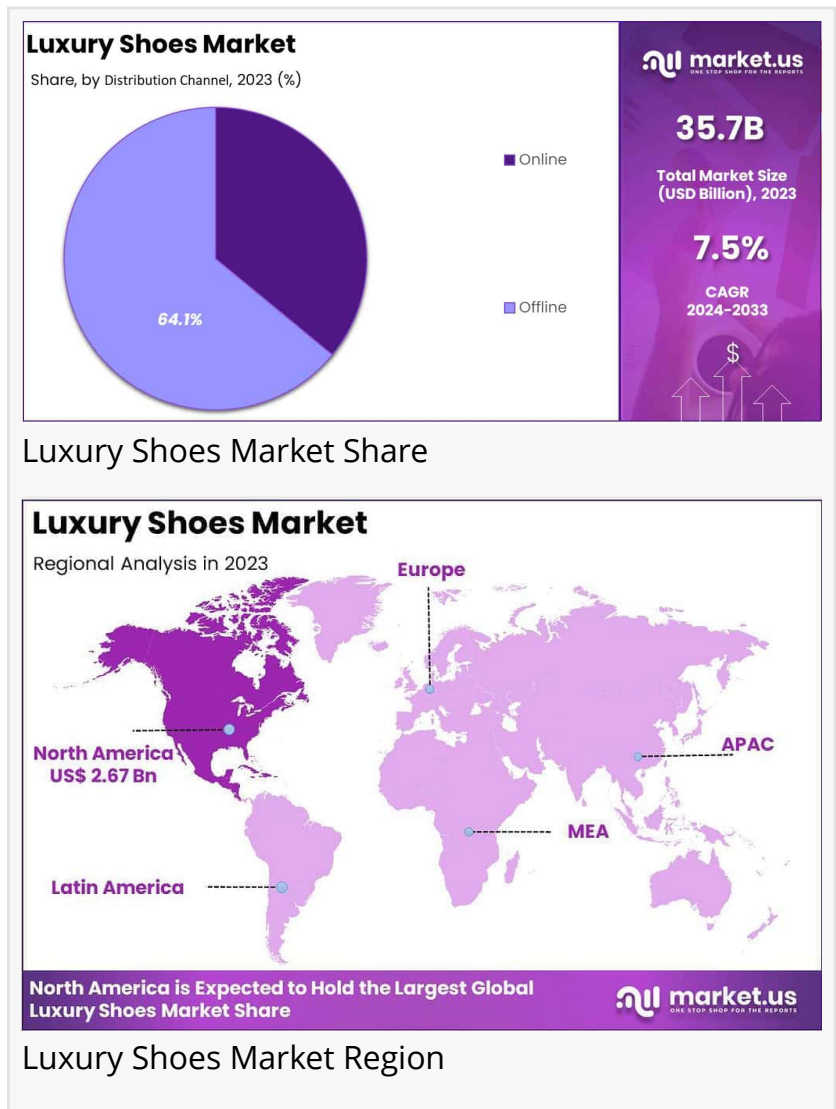 Luxury Shoes Market
Share, by Distribution Channel, 2023 (%)
64.1%
Online
Offline
market.us
ONE STOP SHOP FOR THE REPORTS
35.7B
Total Market Size
(USD Billion), 2023
7.5%
CAGR
2024-2033
$
Luxury Shoes Market Share
Luxury Shoes Market
Regional Analysis in 2023
Europe
North America
US$ 2.67 Bn
APAC
MEA
Latin America
North America is Expected to Hold the Largest Global
Luxury Shoes Market Share
market.us
ONE STOP SHOP FOR THE REPORTS
Luxury Shoes Market Region